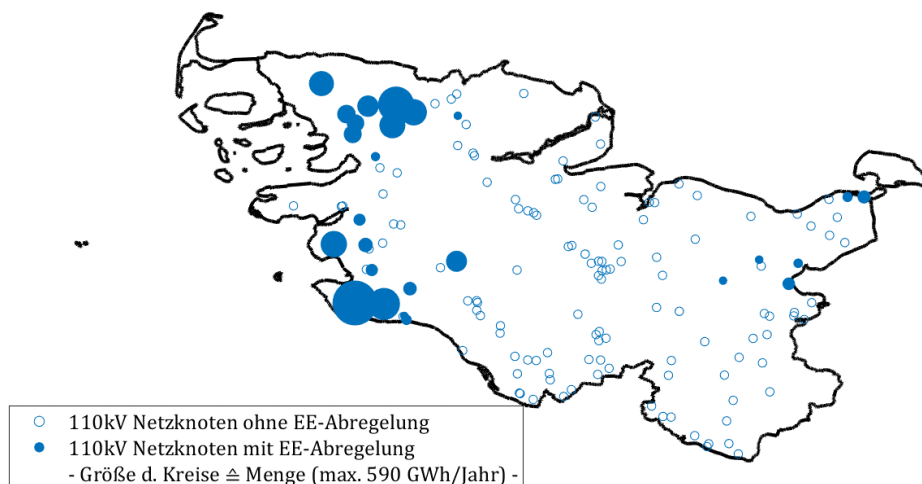 110kV Netzknoten ohne EE-Abregelung
110kV Netzknoten mit EE-Abregelung
- Größe d. Kreise ≙ Menge (max. 590 GWh/Jahr) -